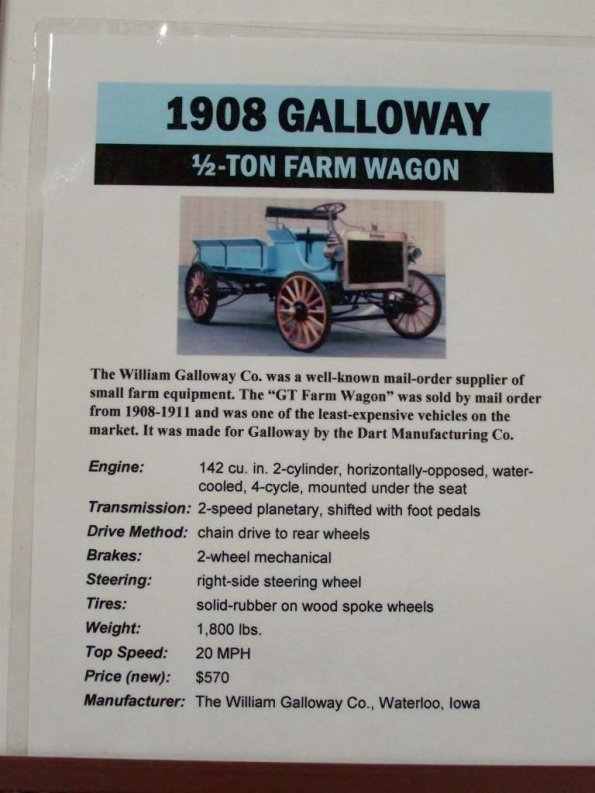 1908 GALLOWAY
½-TON FARM WAGON
The William Galloway Co. was a well-known mail-order supplier of
small farm equipment. The “GT Farm Wagon” was sold by mail order
from 1908-1911 and was one of the least-expensive vehicles on the
market. It was made for Galloway by the Dart Manufacturing Co.
Engine: 142 cu. in. 2-cylinder, horizontally-opposed, water-
cooled, 4-cycle, mounted under the seat
Transmission: 2-speed planetary, shifted with foot pedals
Drive Method: chain drive to rear wheels
Brakes: 2-wheel mechanical
Steering: right-side steering wheel
Tires: solid-rubber on wood spoke wheels
Weight: 1,800 lbs.
Top Speed: 20 MPH
Price (new): $570
Manufacturer: The William Galloway Co., Waterloo, Iowa